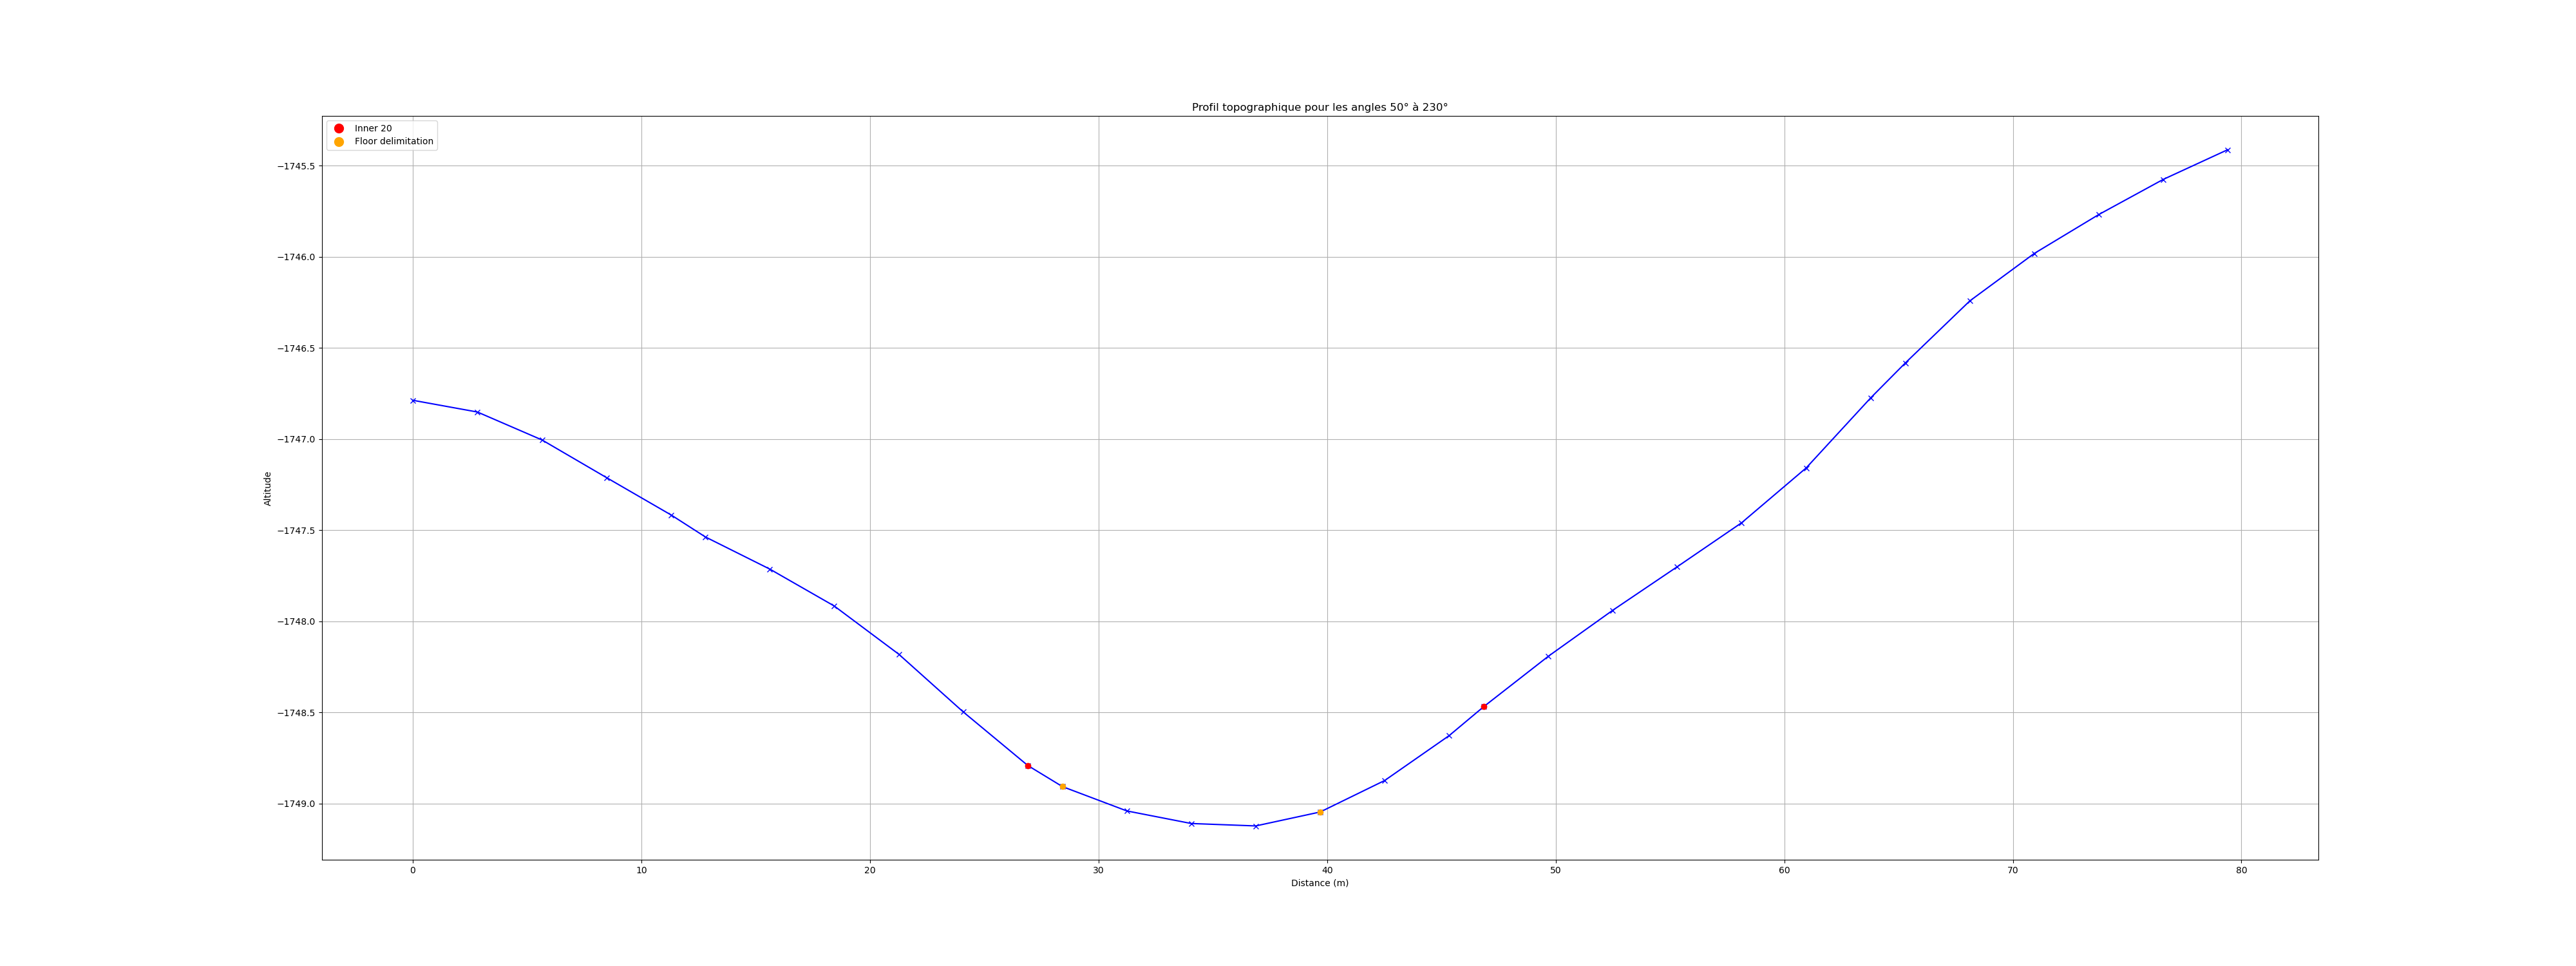 Profil topographique pour les angles 50° à 230°
Inner 20
Floor delimitation
−1745.5
−1746.0
−1746.5
−1747.0
−1747.5
−1748.0
−1748.5
−1749.0
Altitude
0 10 20 30 40 50 60 70 80
Distance (m)